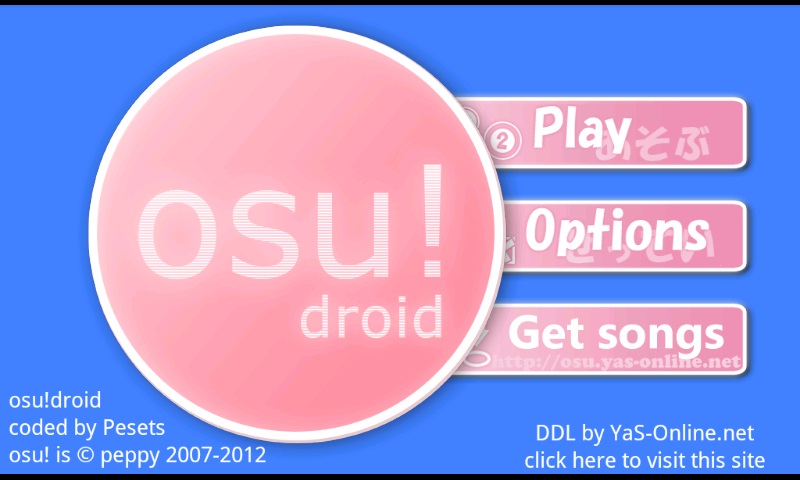 osu!
droid
2
Play
あそぶ
Options
せってい
Get songs
http://osu.yas-online.net
osu!droid
coded by Pesets
osu! is © peppy 2007-2012
DDL by YaS-Online.net
click here to visit this site